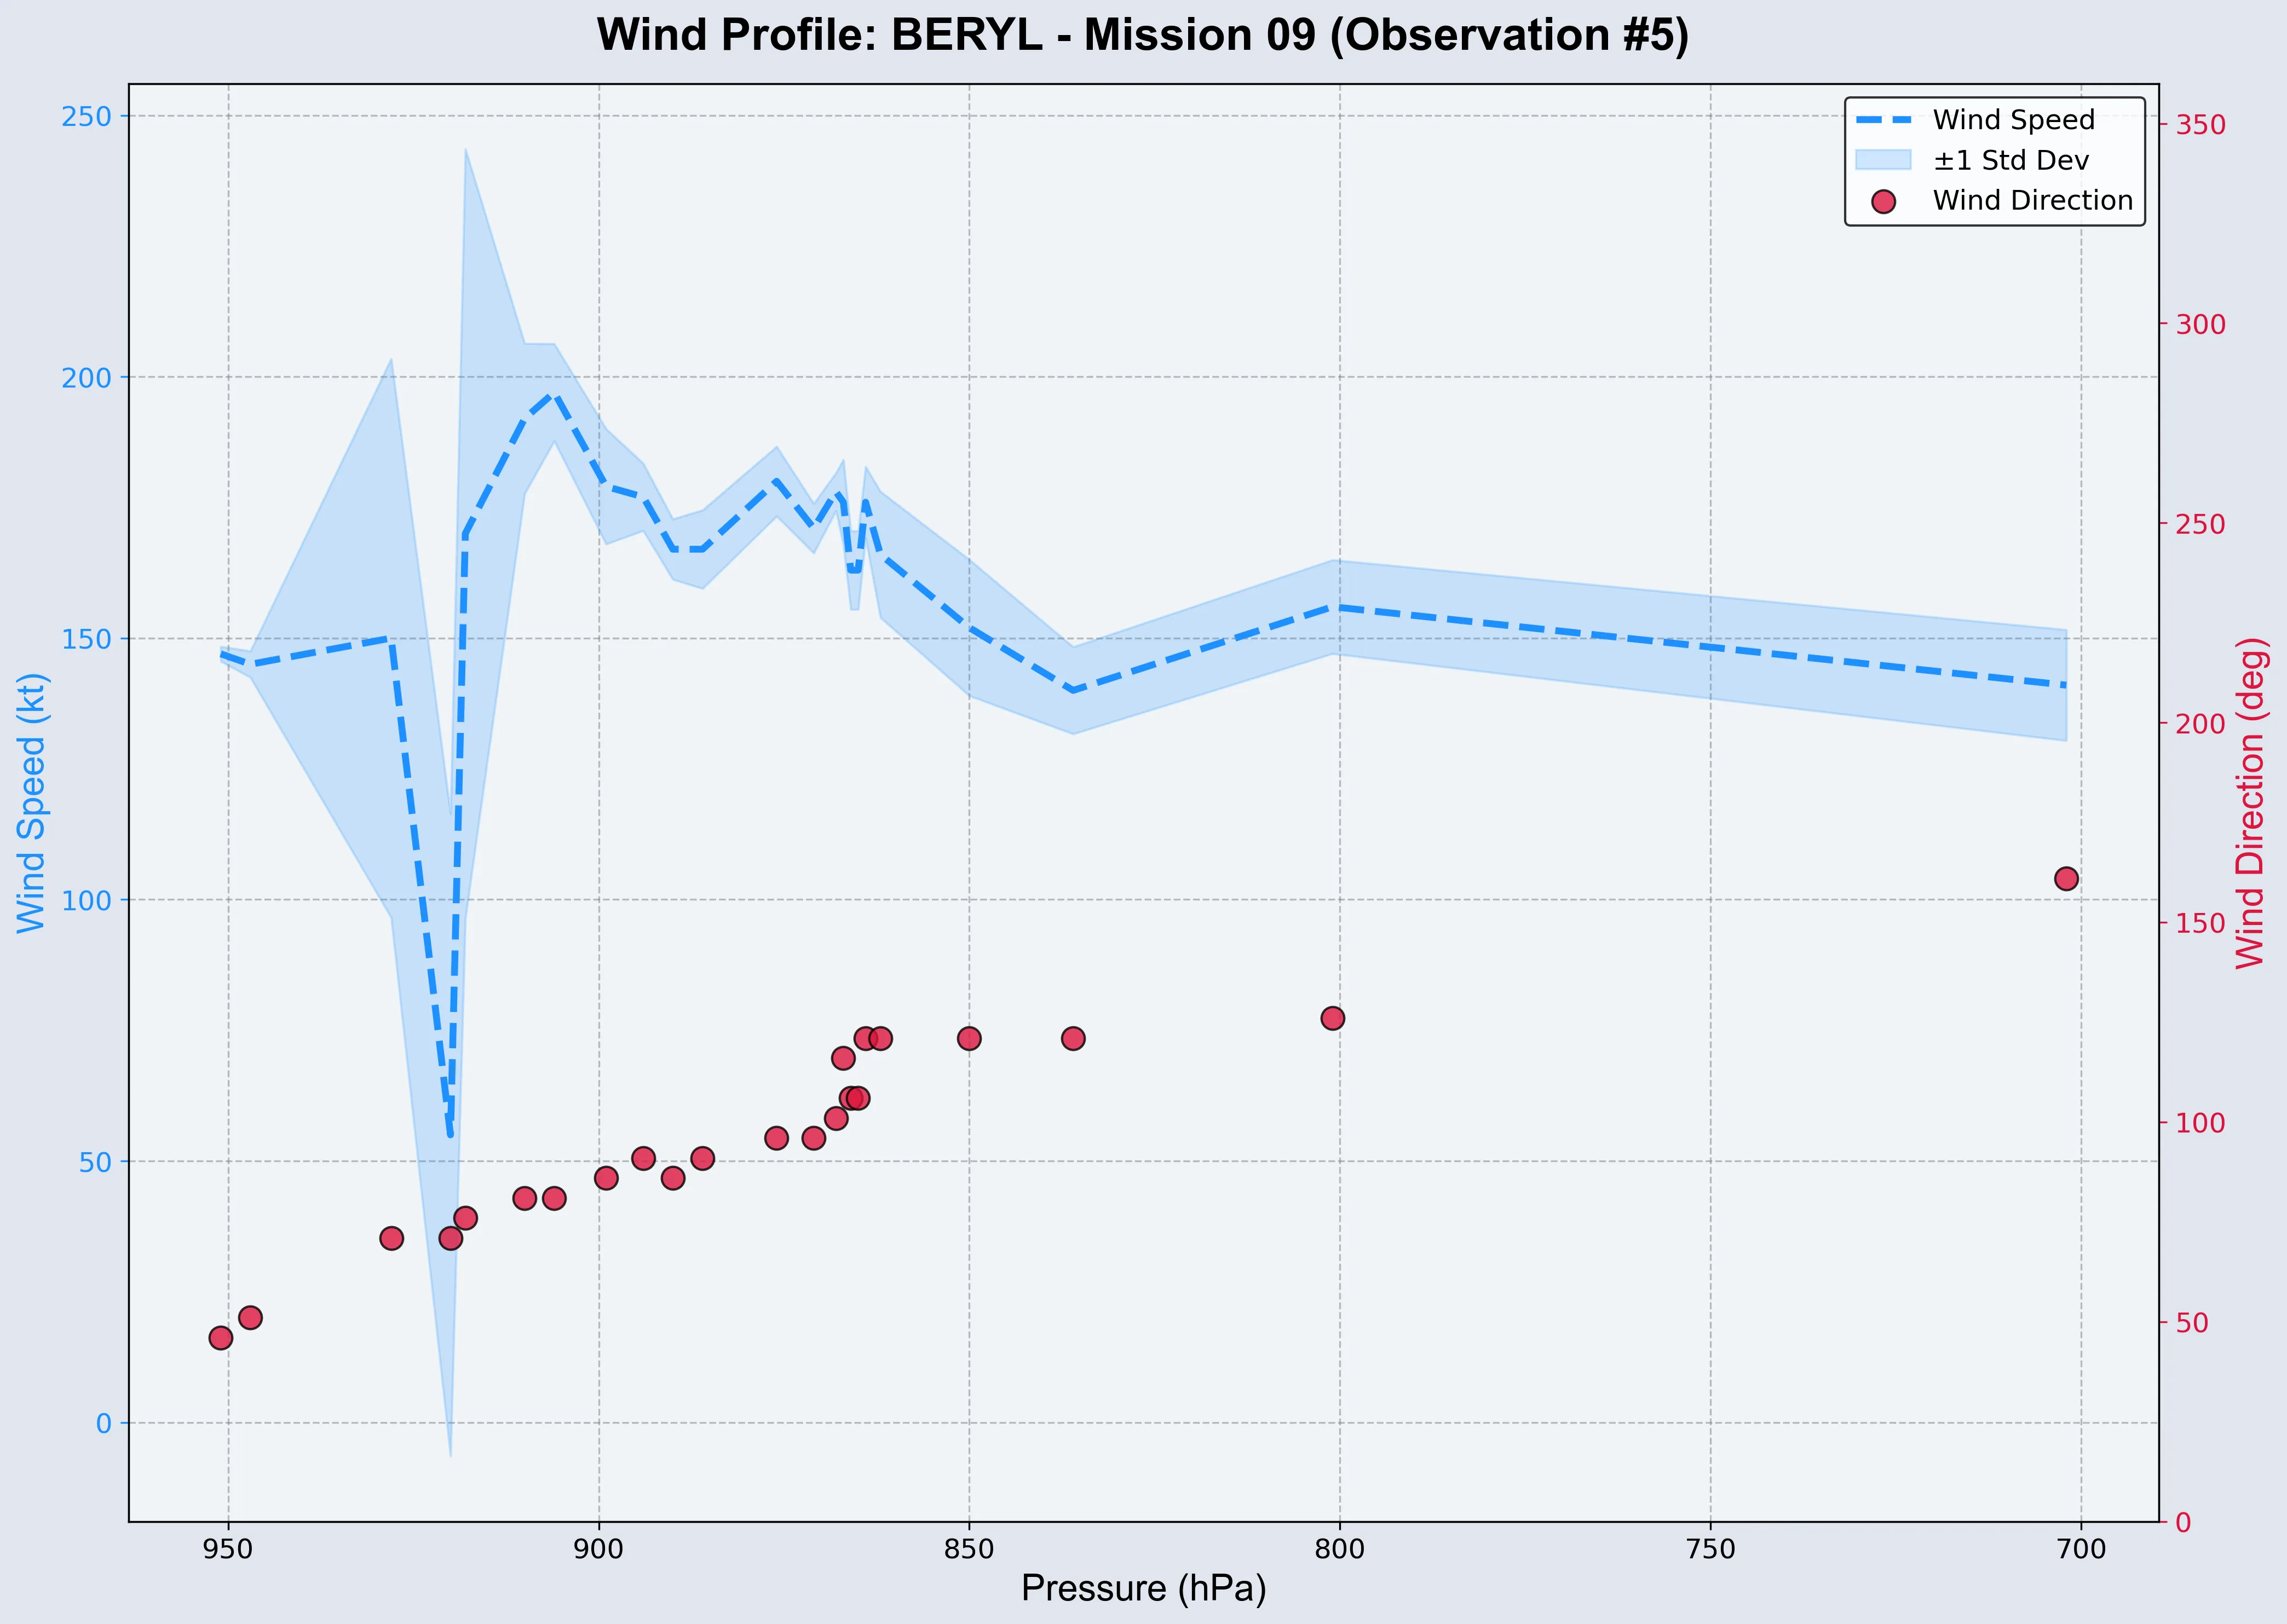 Wind Profile: BERYL - Mission 09 (Observation #5)
Wind Speed
±1 Std Dev
Wind Direction
Wind Speed (kt)
250
200
150
100
50
0
350
300
250
200
150
100
50
0
Wind Direction (deg)
950
900
850
800
750
700
Pressure (hPa)